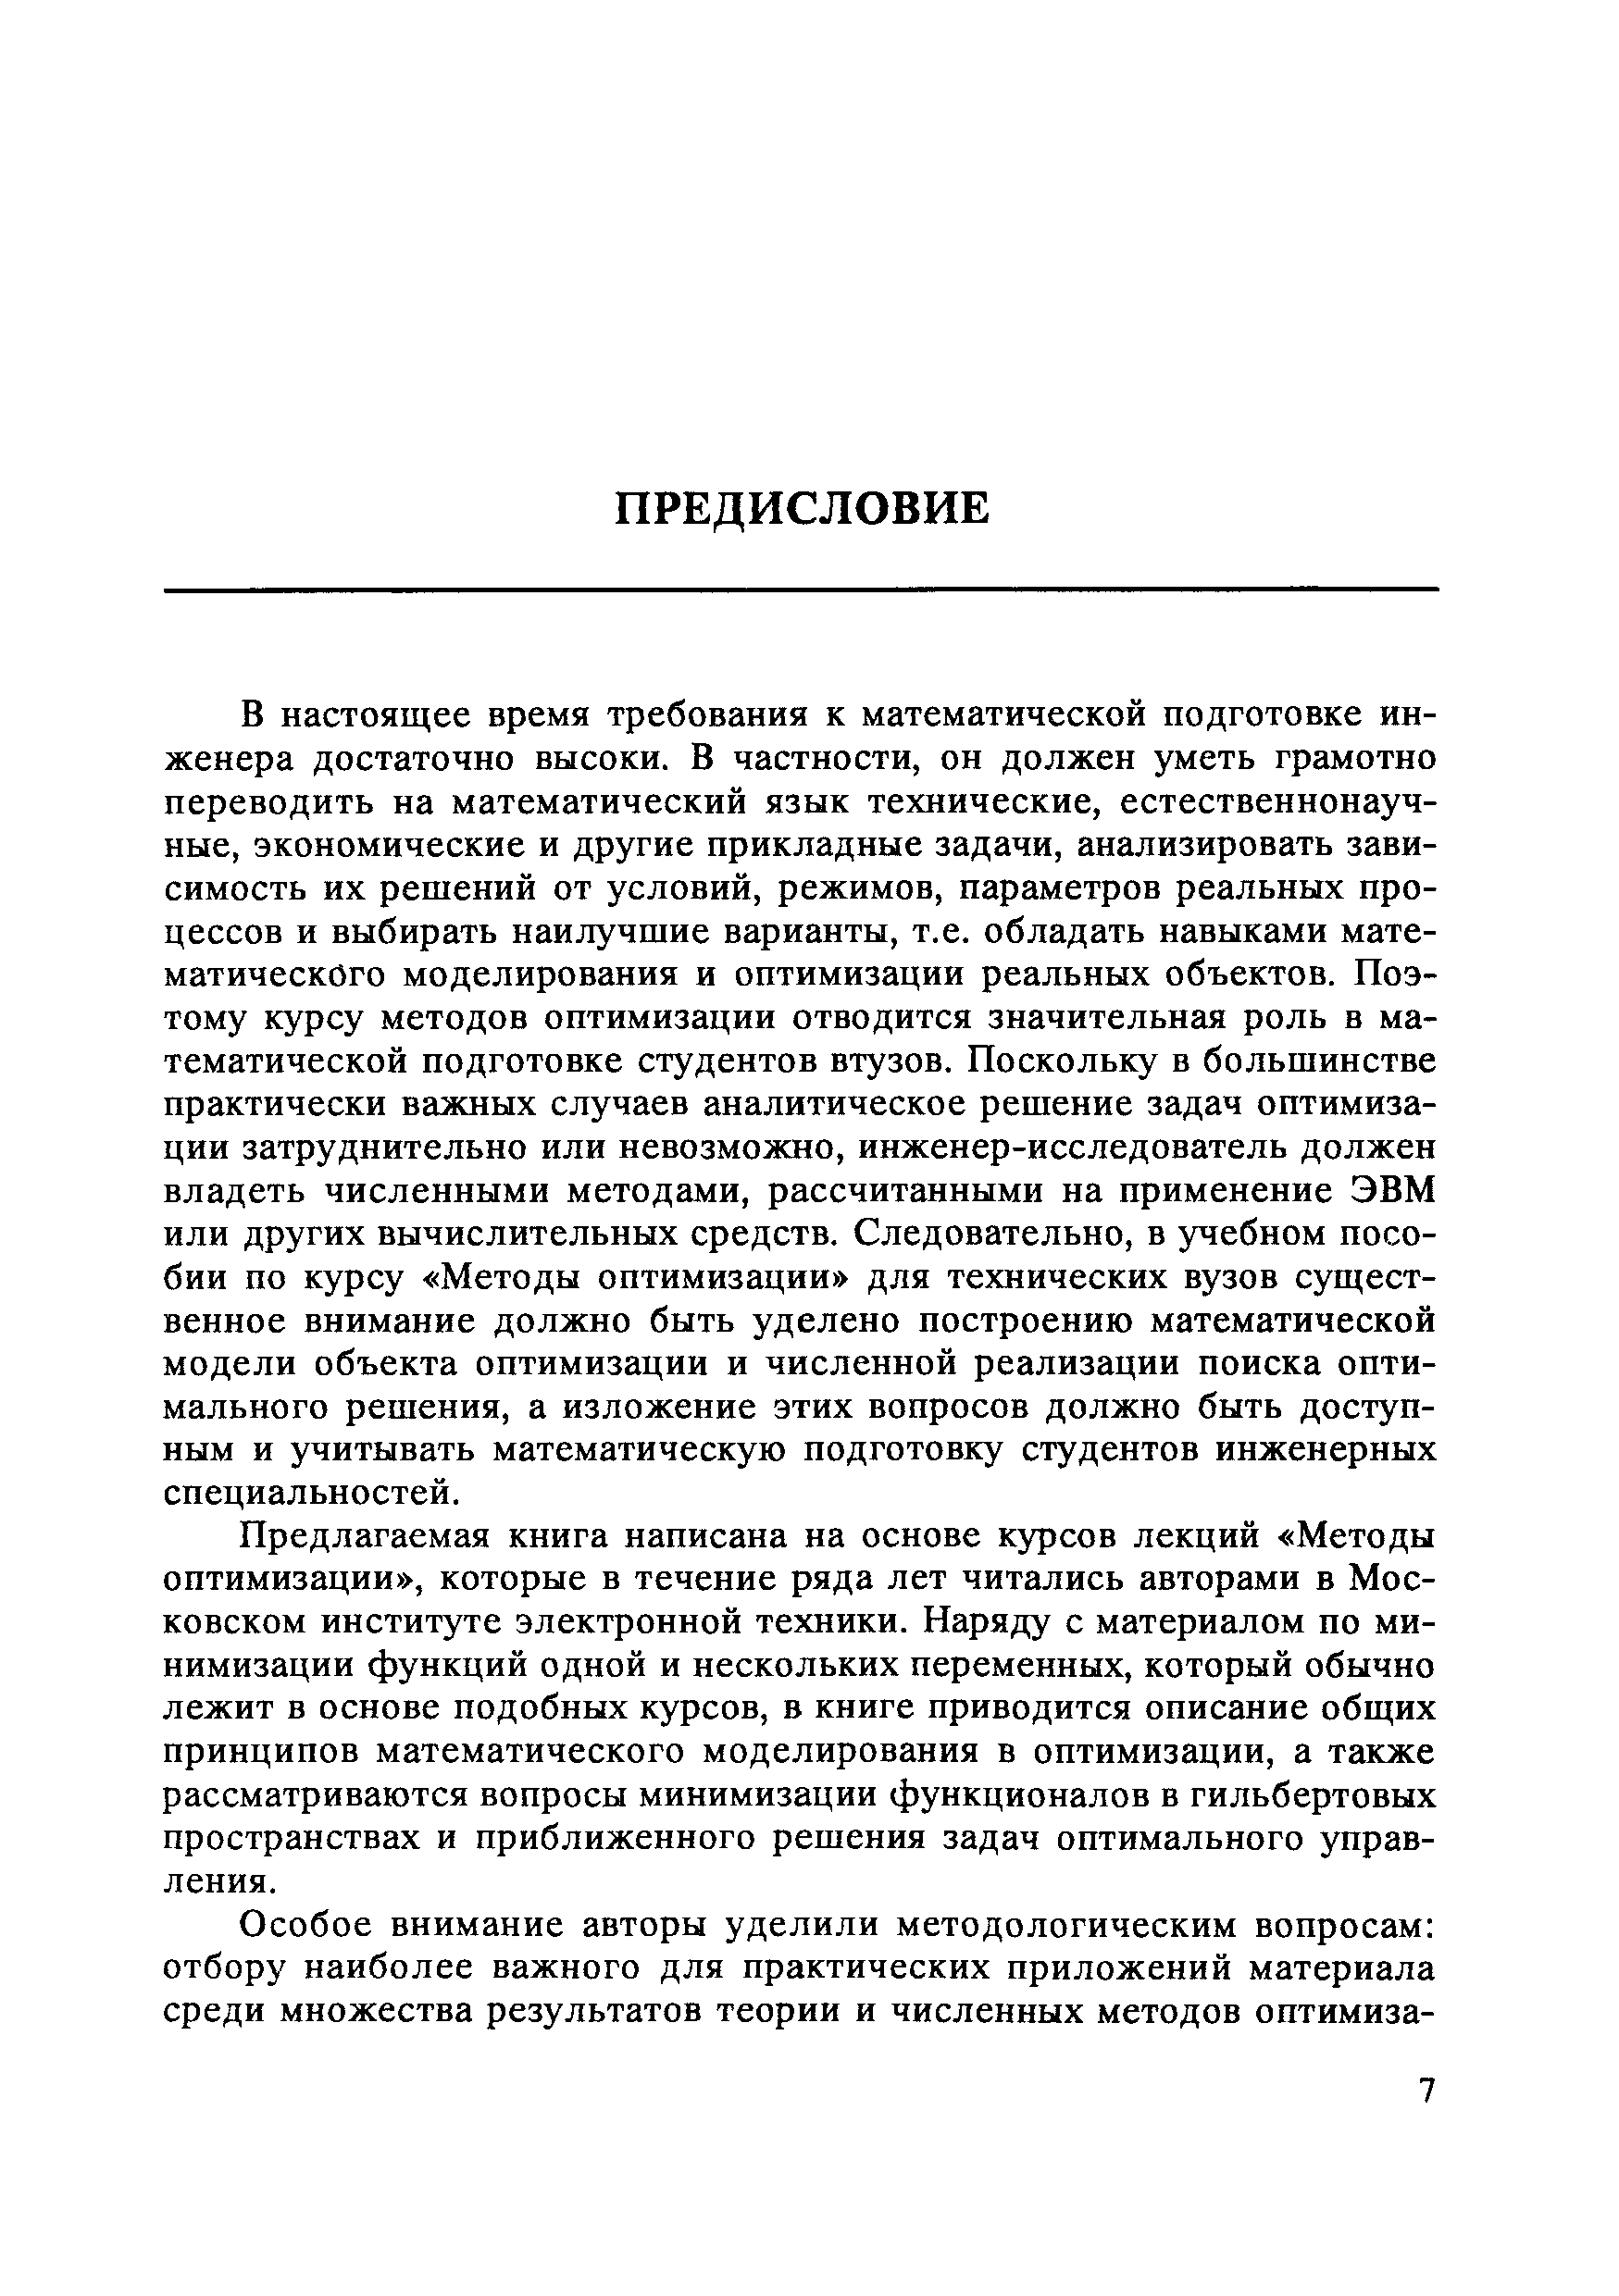 ПРЕДИСЛОВИЕ
В настоящее время требования к математической подготовке ин-
женера достаточно высоки. В частности, он должен уметь грамотно
переводить на математический язык технические, естественнонауч-
ные, экономические и другие прикладные задачи, анализировать зави-
симость их решений от условий, режимов, параметров реальных про-
цессов и выбирать наилучшие варианты, т.е. обладать навыками мате-
матического моделирования и оптимизации реальных объектов. Поэ-
тому курсу методов оптимизации отводится значительная роль в ма-
тематической подготовке студентов втузов. Поскольку в большинстве
практически важных случаев аналитическое решение задач оптимиза-
ции затруднительно или невозможно, инженер-исследователь должен
владеть численными методами, рассчитанными на применение ЭВМ
или других вычислительных средств. Следовательно, в учебном посо-
бии по курсу «Методы оптимизации» для технических вузов сущест-
венное внимание должно быть уделено построению математической
модели объекта оптимизации и численной реализации поиска опти-
мального решения, а изложение этих вопросов должно быть доступ-
ным и учитывать математическую подготовку студентов инженерных
специальностей.
Предлагаемая книга написана на основе курсов лекций «Методы
оптимизации», которые в течение ряда лет читались авторами в Мос-
ковском институте электронной техники. Наряду с материалом по ми-
нимизации функций одной и нескольких переменных, который обычно
лежит в основе подобных курсов, в книге приводится описание общих
принципов математического моделирования в оптимизации, а также
рассматриваются вопросы минимизации функционалов в гильбертовых
пространствах и приближенного решения задач оптимального управ-
ления.
Особое внимание авторы уделили методологическим вопросам:
отбору наиболее важного для практических приложений материала
среди множества результатов теории и численных методов оптимиза-
7